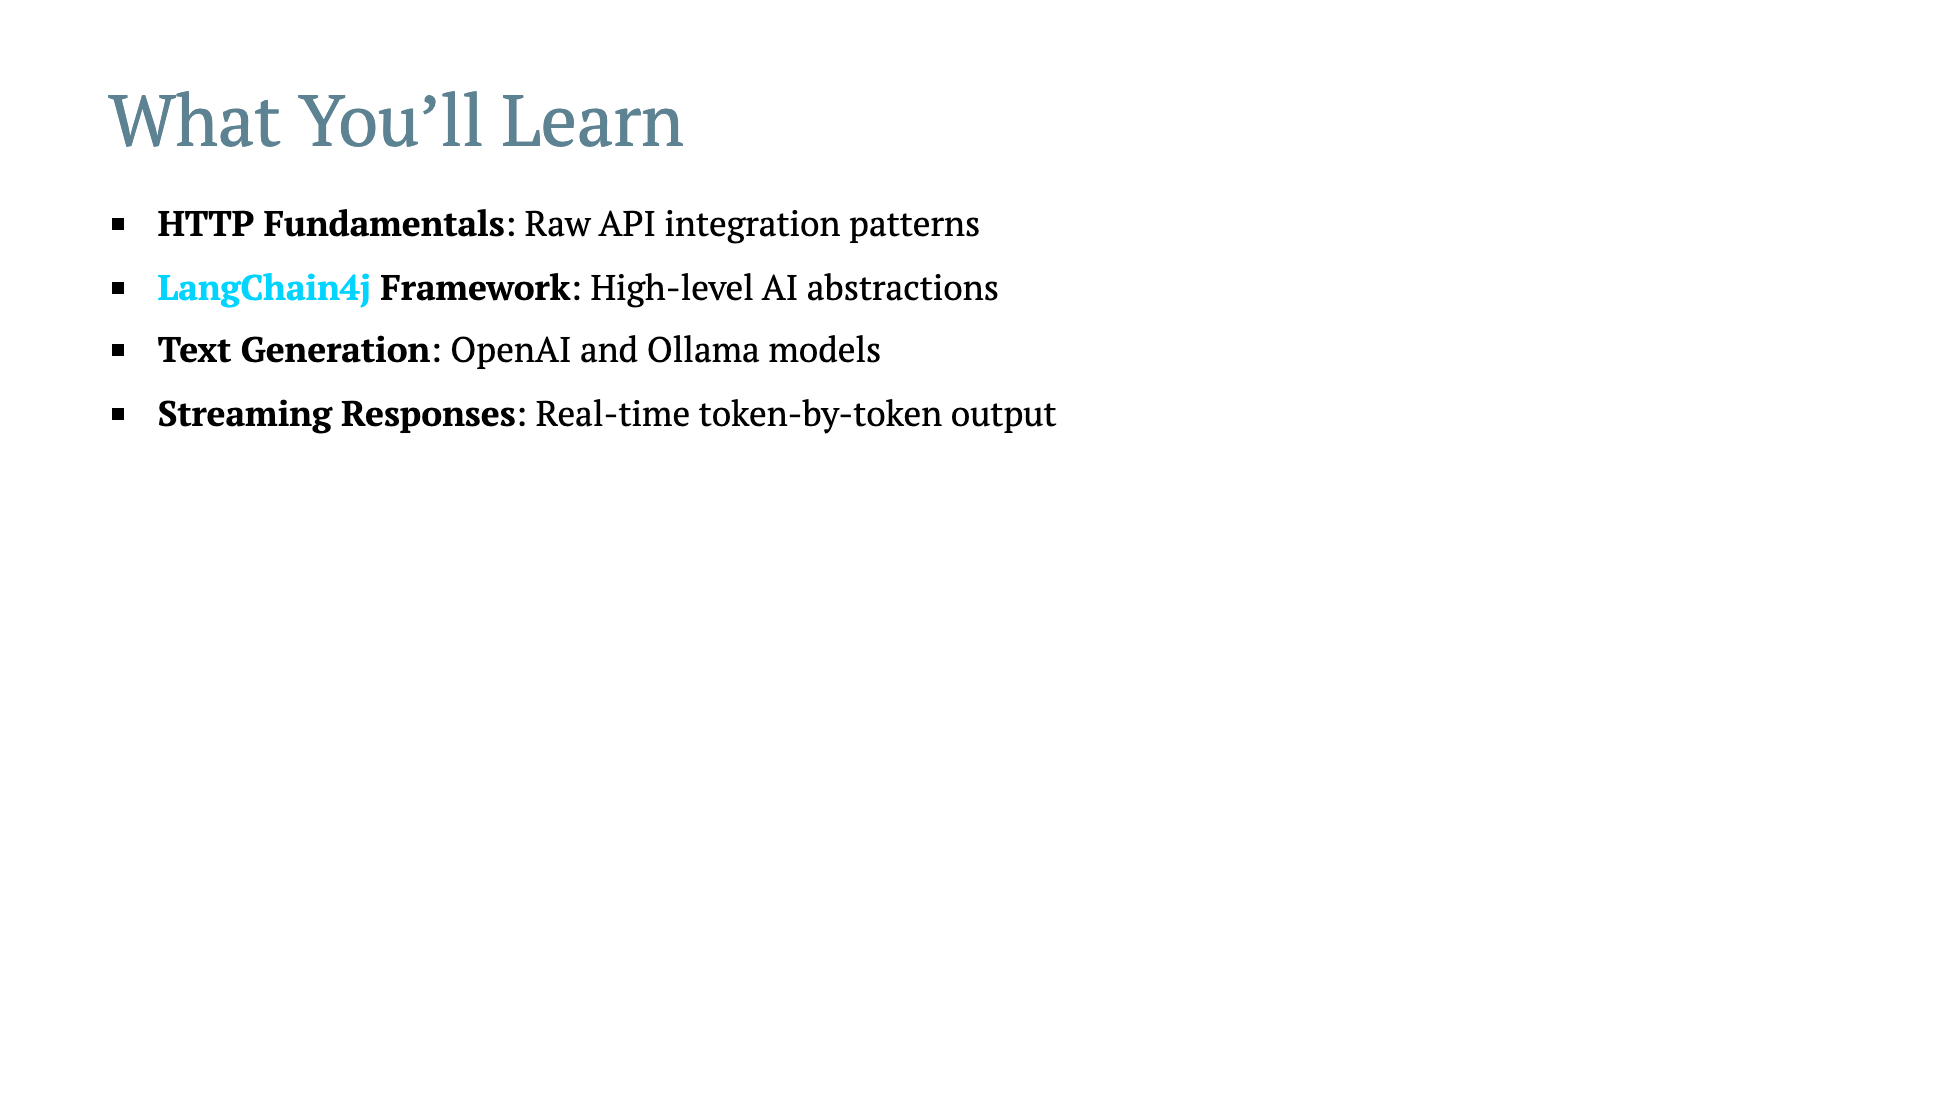 What You’ll Learn
▪ HTTP Fundamentals: Raw API integration patterns
▪ LangChain4j Framework: High-level AI abstractions
▪ Text Generation: OpenAI and Ollama models
▪ Streaming Responses: Real-time token-by-token output